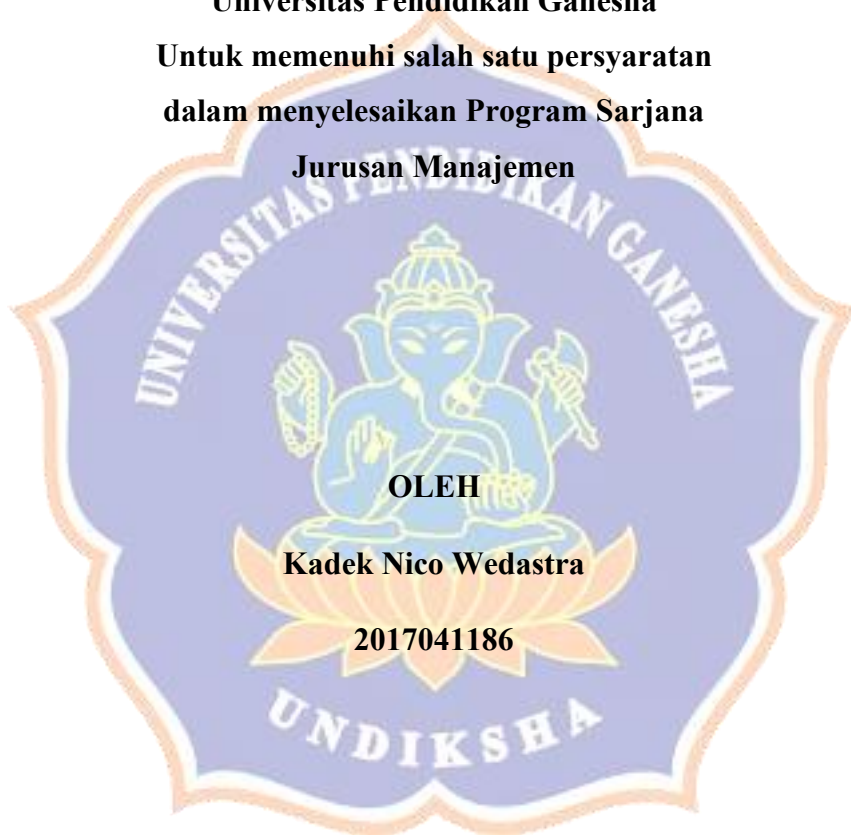 Universitas Pendidikan Ganesha
Untuk memenuhi salah satu persyaratan
dalam menyelesaikan Program Sarjana
Jurusan Manajemen
UNIVERSITAS PENDIDIKAN GANESHA
OLEH
Kadek Nico Wedastra
2017041186
UNDIKSHA